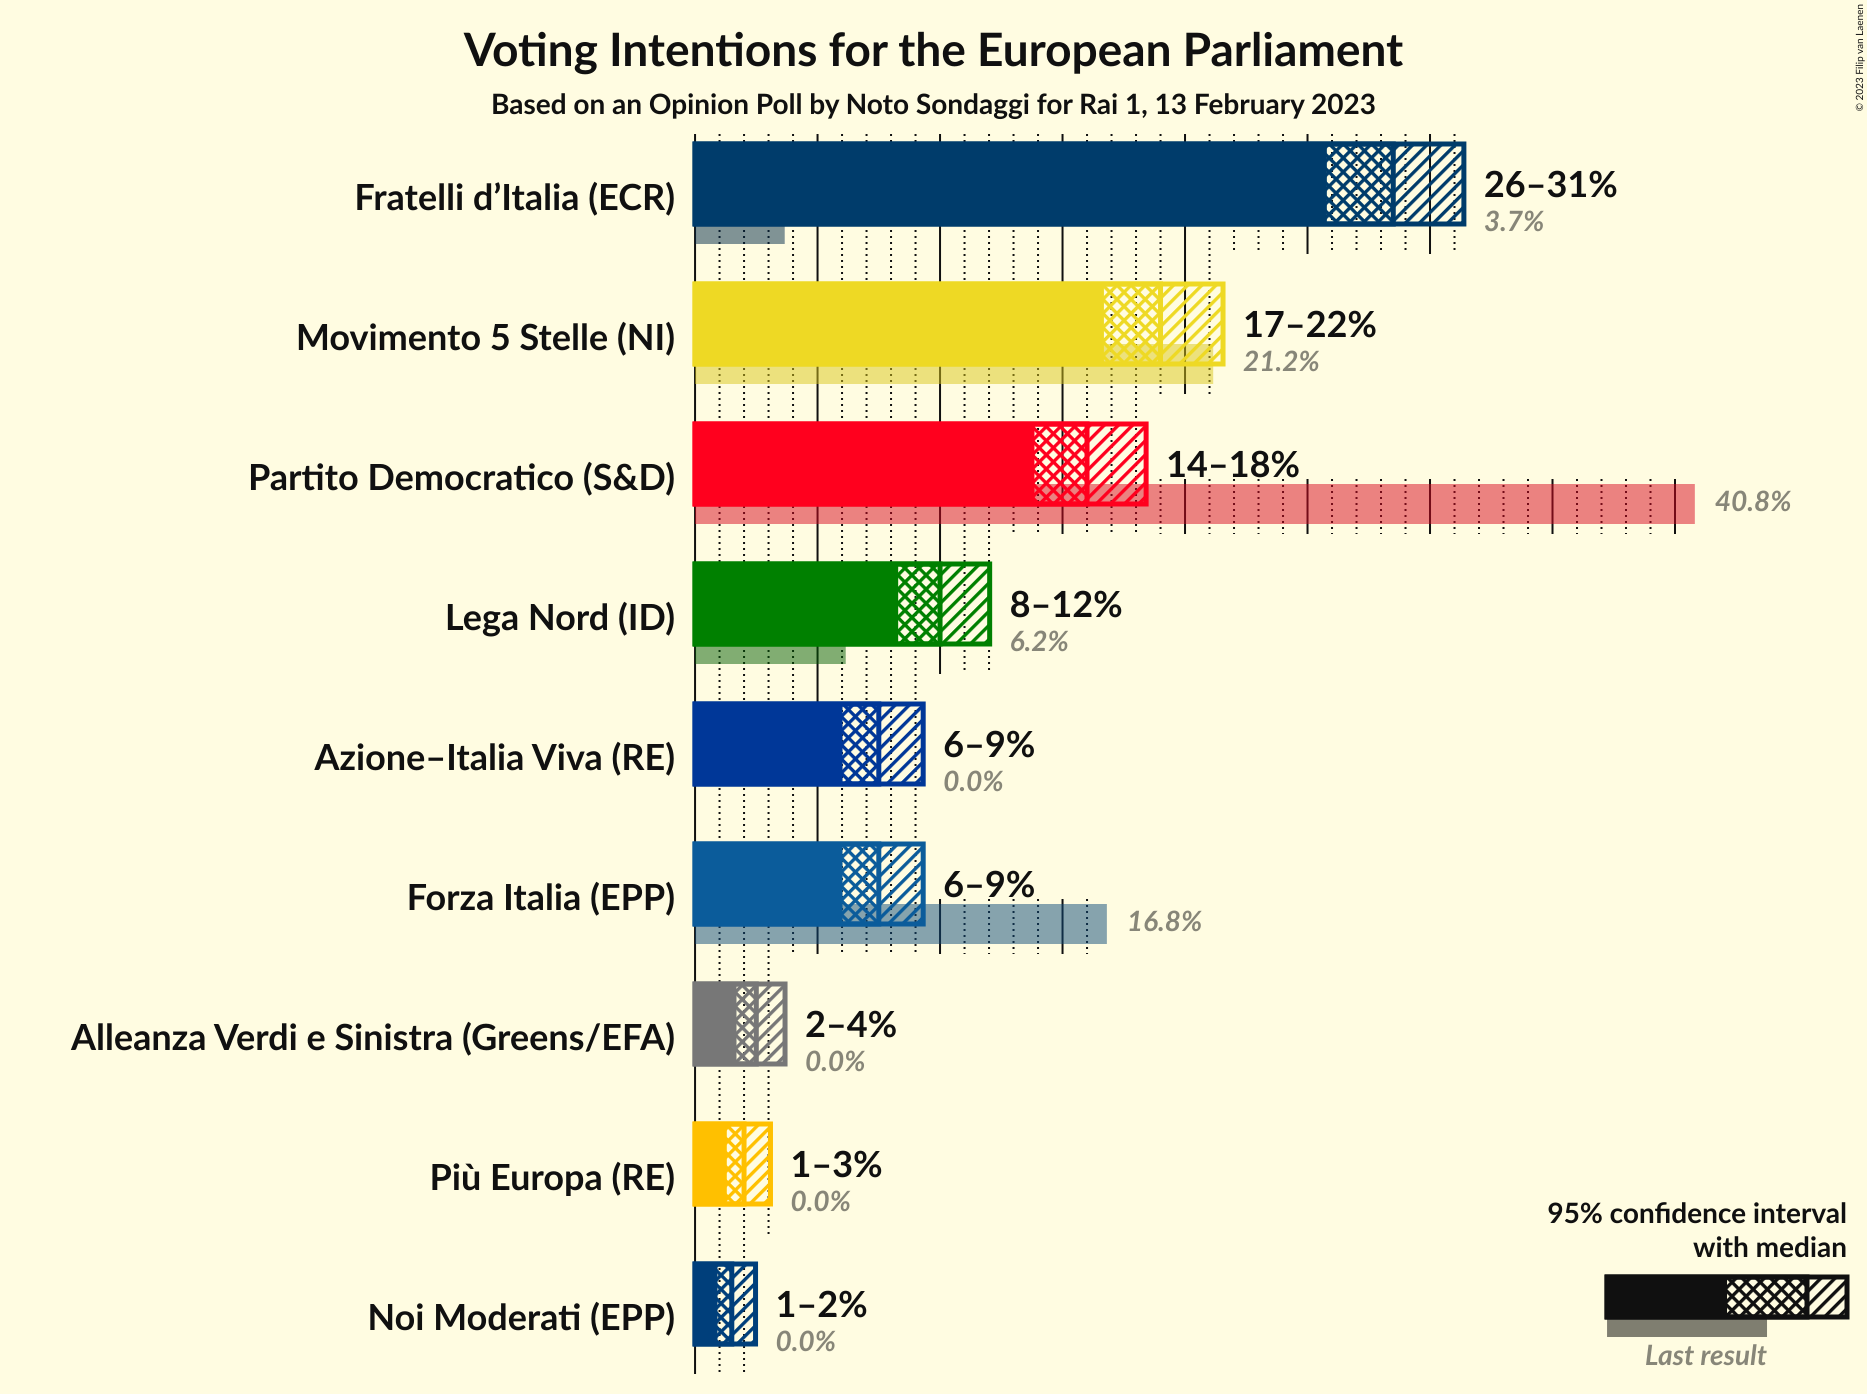 Voting Intentions for the European Parliament
Based on an Opinion Poll by Noto Sondaggi for Rai 1, 13 February 2023
© 2023 Filip van Laenen
Fratelli d’Italia (ECR)
26–31%
3.7%
Movimento 5 Stelle (NI)
17–22%
21.2%
Partito Democratico (S&D)
14–18%
40.8%
Lega Nord (ID)
8–12%
6.2%
Azione–Italia Viva (RE)
6–9%
0.0%
Forza Italia (EPP)
6–9%
16.8%
Alleanza Verdi e Sinistra (Greens/EFA)
2–4%
0.0%
Più Europa (RE)
1–3%
0.0%
Noi Moderati (EPP)
1–2%
0.0%
95% confidence interval
with median
Last result